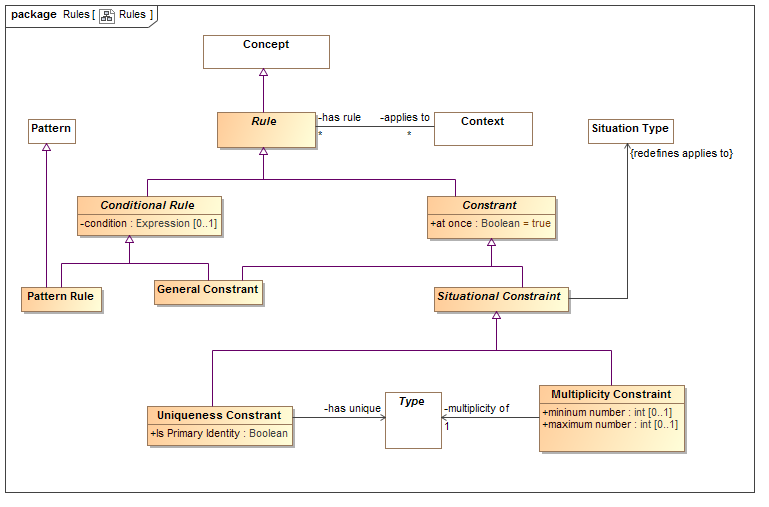 package Rules [ Rules ]
Concept
Rule
-has rule
*
-applies to
*
Context
Pattern
Situation Type
{redefines applies to}
Conditional Rule
-condition : Expression [0..1]
Constrant
+at once : Boolean = true
Pattern Rule
General Constrant
Situational Constraint
Uniqueness Constrant
+Is Primary Identity : Boolean
-has unique
Type
-multiplicity of
1
Multiplicity Constraint
+mininum number : int [0..1]
+maximum number : int [0..1]